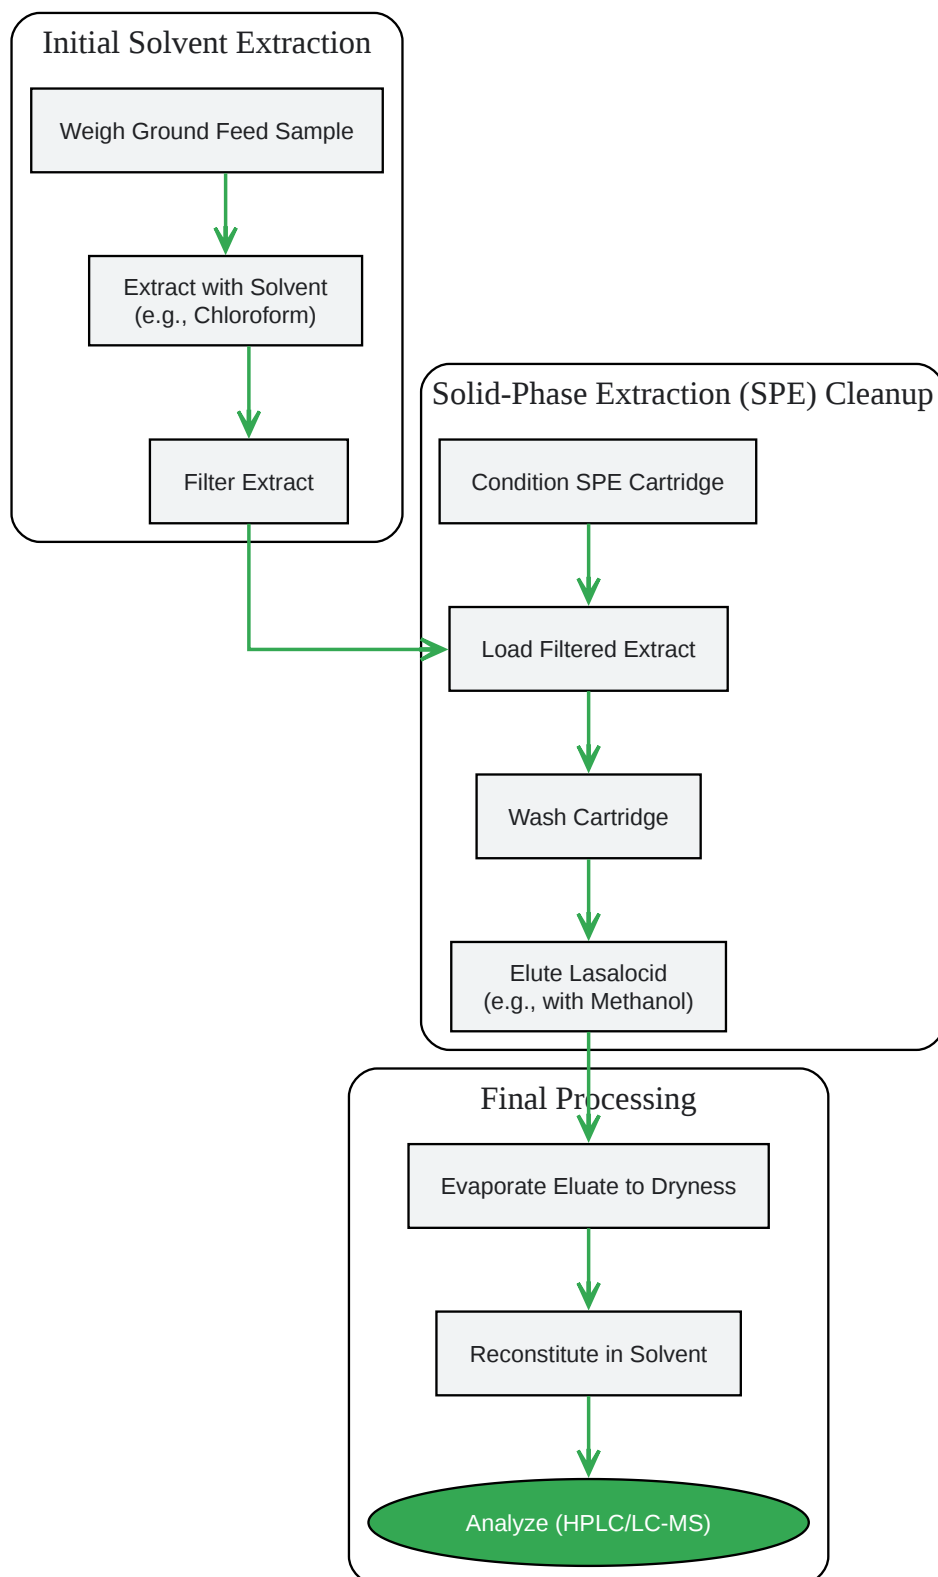 Initial Solvent Extraction
Weigh Ground Feed Sample
Extract with Solvent
(e.g., Chloroform)
Filter Extract
Solid-Phase Extraction (SPE) Cleanup
Condition SPE Cartridge
Load Filtered Extract
Wash Cartridge
Elute Lasalocid
(e.g., with Methanol)
Final Processing
Evaporate Eluate to Dryness
Reconstitute in Solvent
Analyze (HPLC/LC-MS)